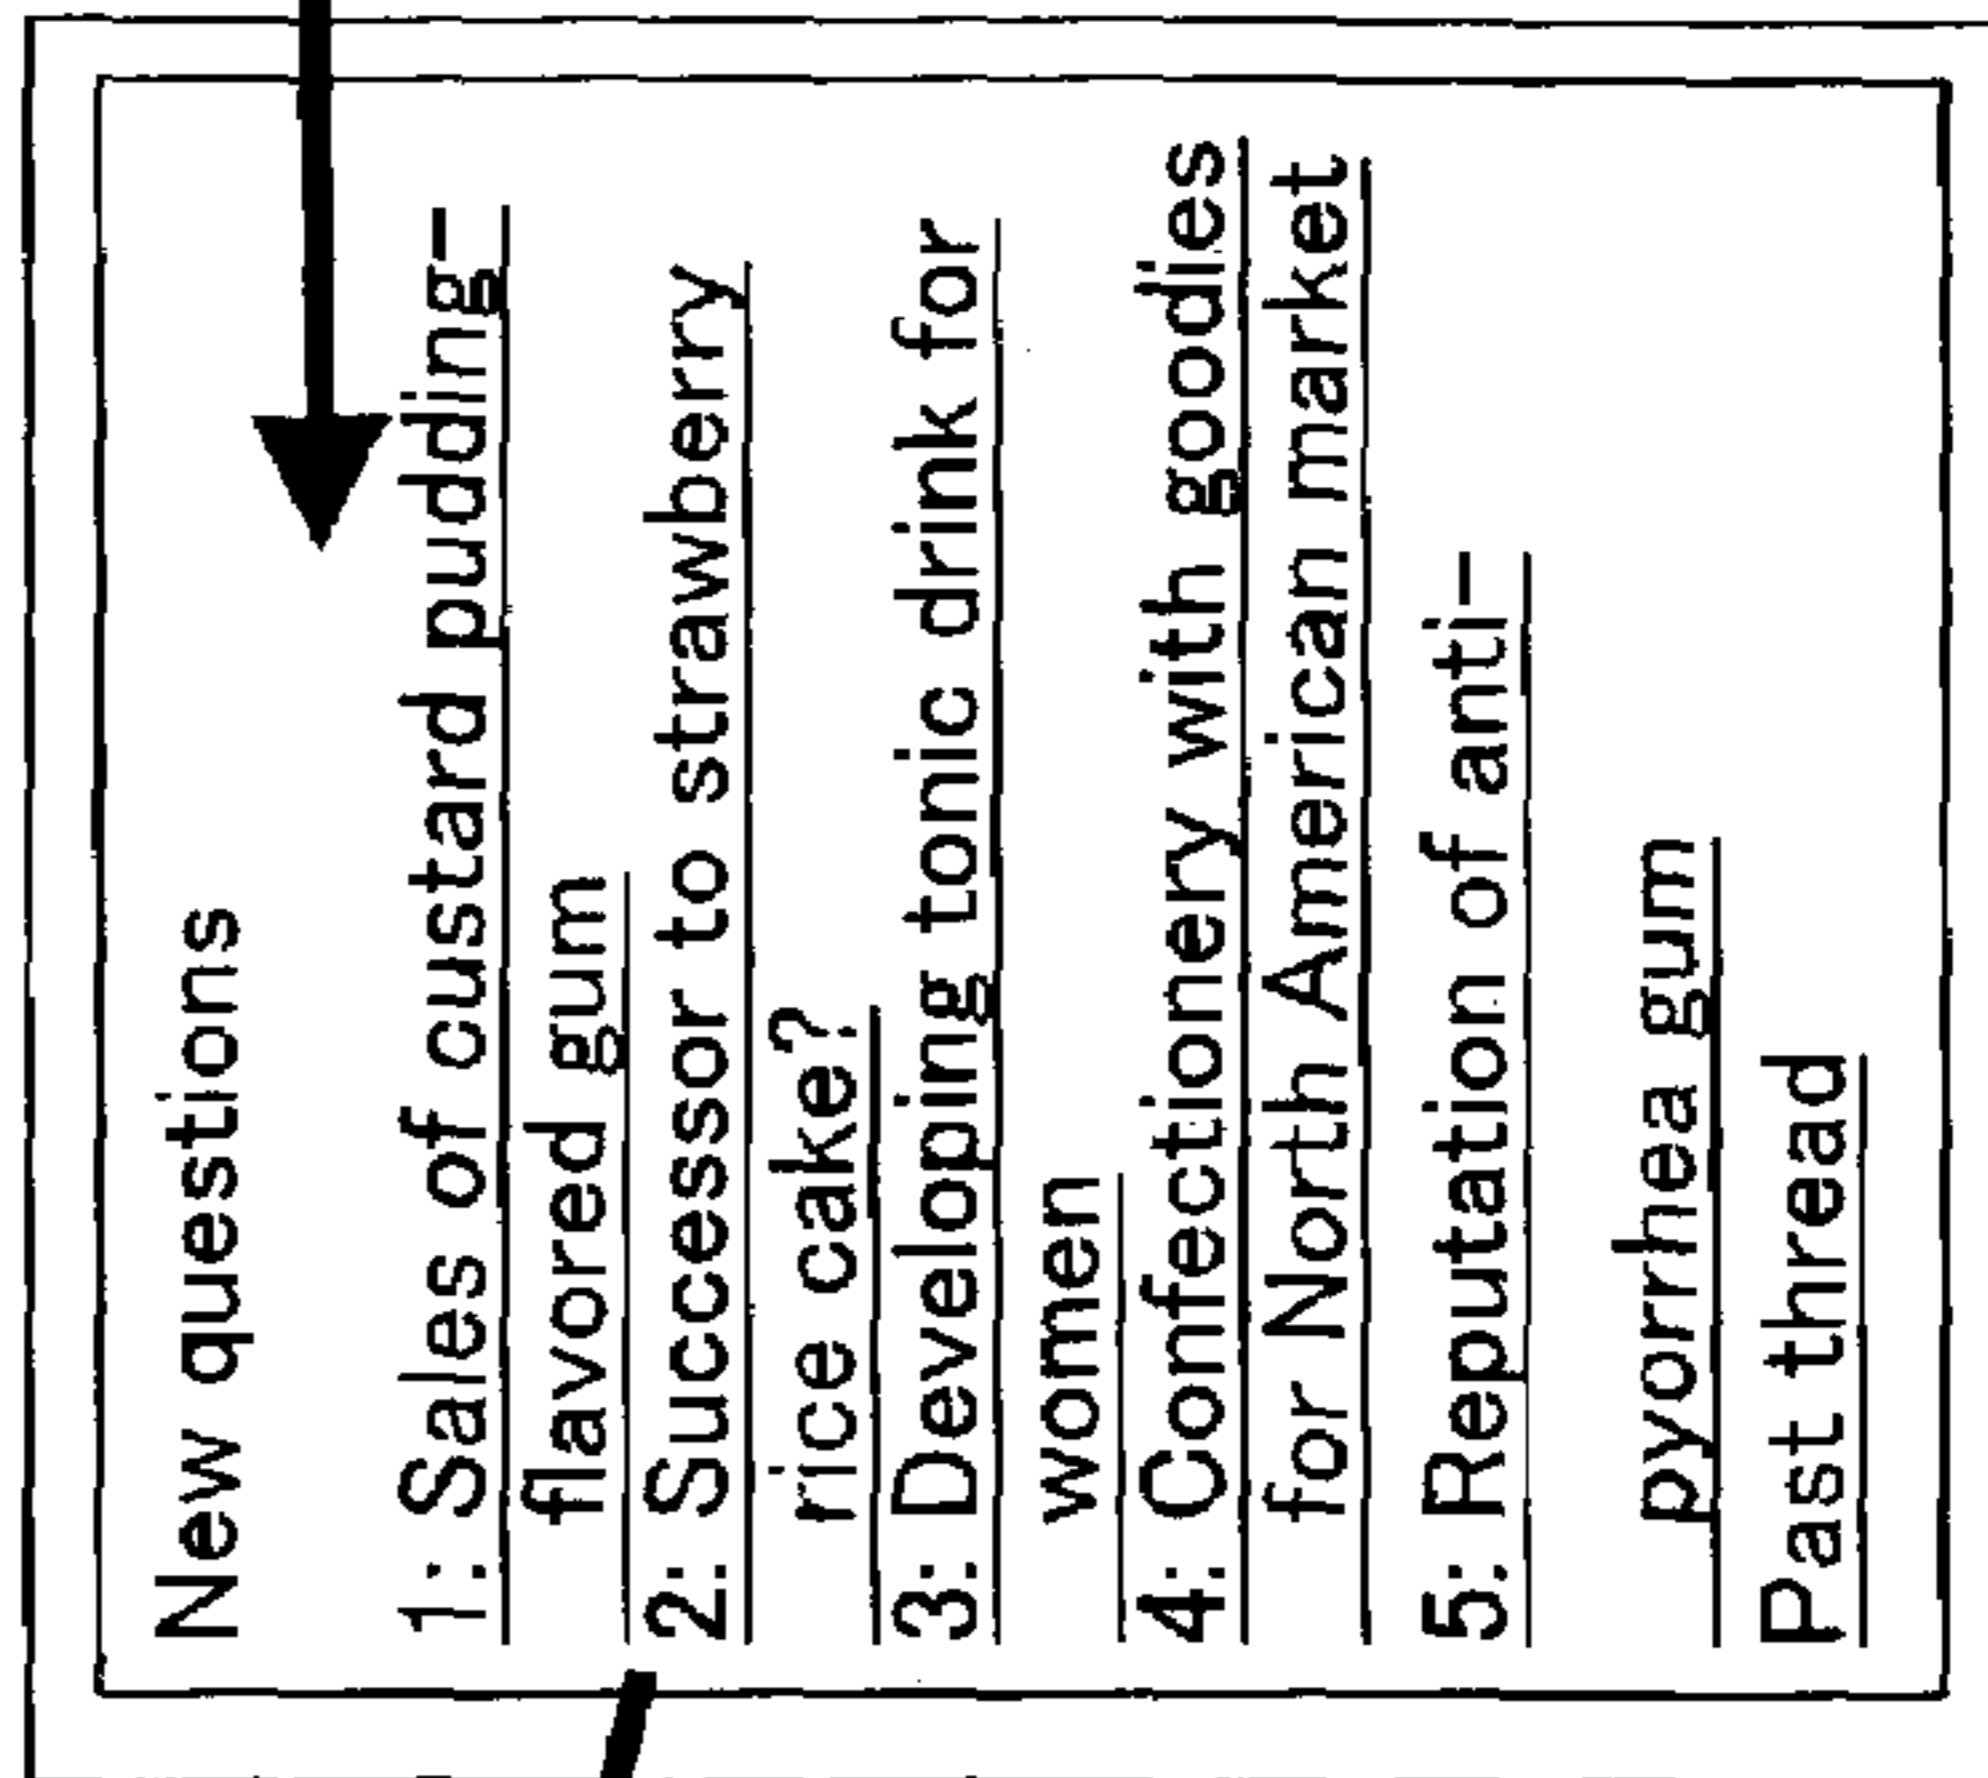 New questions
1: Sales of custard pudding-
flavored gum
2: Successor to strawberry
rice cake?
3: Developing tonic drink for
women
4: Confectionery with goodies
for North American market
5: Reputation of anti-
pyorrhea gum
Past thread